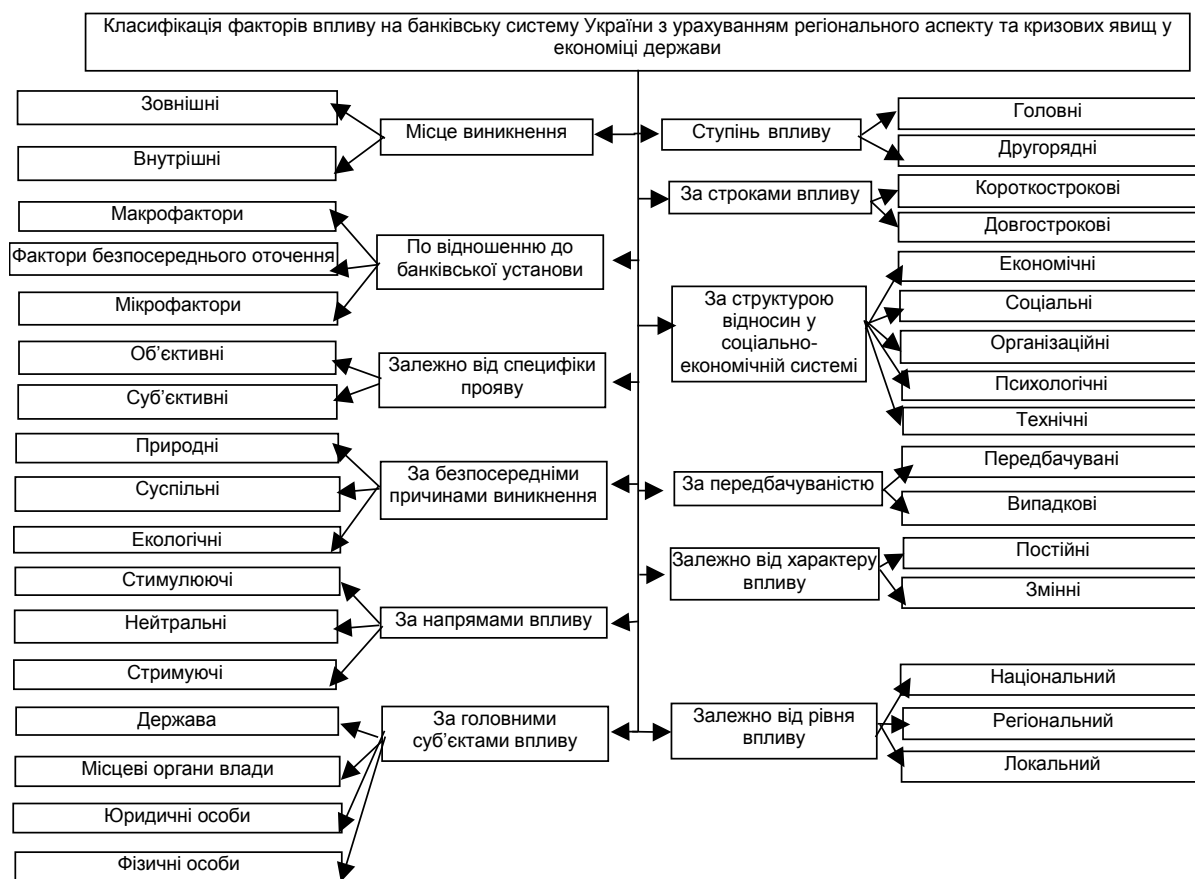 Класифікація факторів впливу на банківську систему України з урахуванням регіонального аспекту та кризових явищ у
економіці держави
Зовнішні
Внутрішні
Місце виникнення
Макрофактори
Фактори безпосереднього оточення
Мікрофактори
По відношенню до
банківської установи
Об’єктивні
Суб’єктивні
Залежно від специфіки
прояву
Природні
Суспільні
Екологічні
За безпосередніми
причинами виникнення
Стимулюючі
Нейтральні
Стримуючі
За напрямами впливу
Держава
Місцеві органи влади
Юридичні особи
Фізичні особи
За головними
суб’єктами впливу
Ступінь впливу
Головні
Другорядні
За строками впливу
Короткострокові
Довгострокові
За структурою
відносин у
соціально-
економічній системі
Економічні
Соціальні
Організаційні
Психологічні
Технічні
За передбачуваністю
Передбачувані
Випадкові
Залежно від характеру
впливу
Постійні
Змінні
Залежно від рівня
впливу
Національний
Регіональний
Локальний